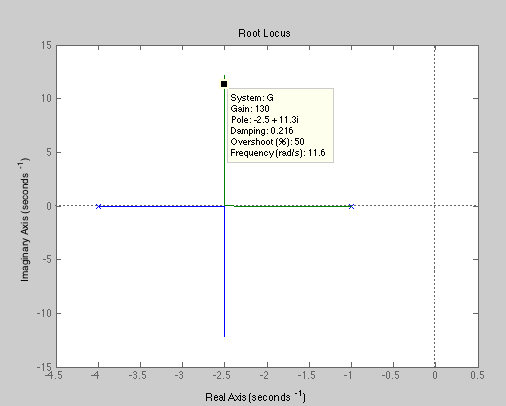 Root Locus
15
10
5
0
-5
-10
-15
Imaginary Axis (seconds -1)
System: G
Gain: 130
Pole: -2.5 + 11.3i
Damping: 0.216
Overshoot (%): 50
Frequency (rad/s): 11.6
-4.5 -4 -3.5 -3 -2.5 -2 -1.5 -1 -0.5 0 0.5
Real Axis (seconds -1)